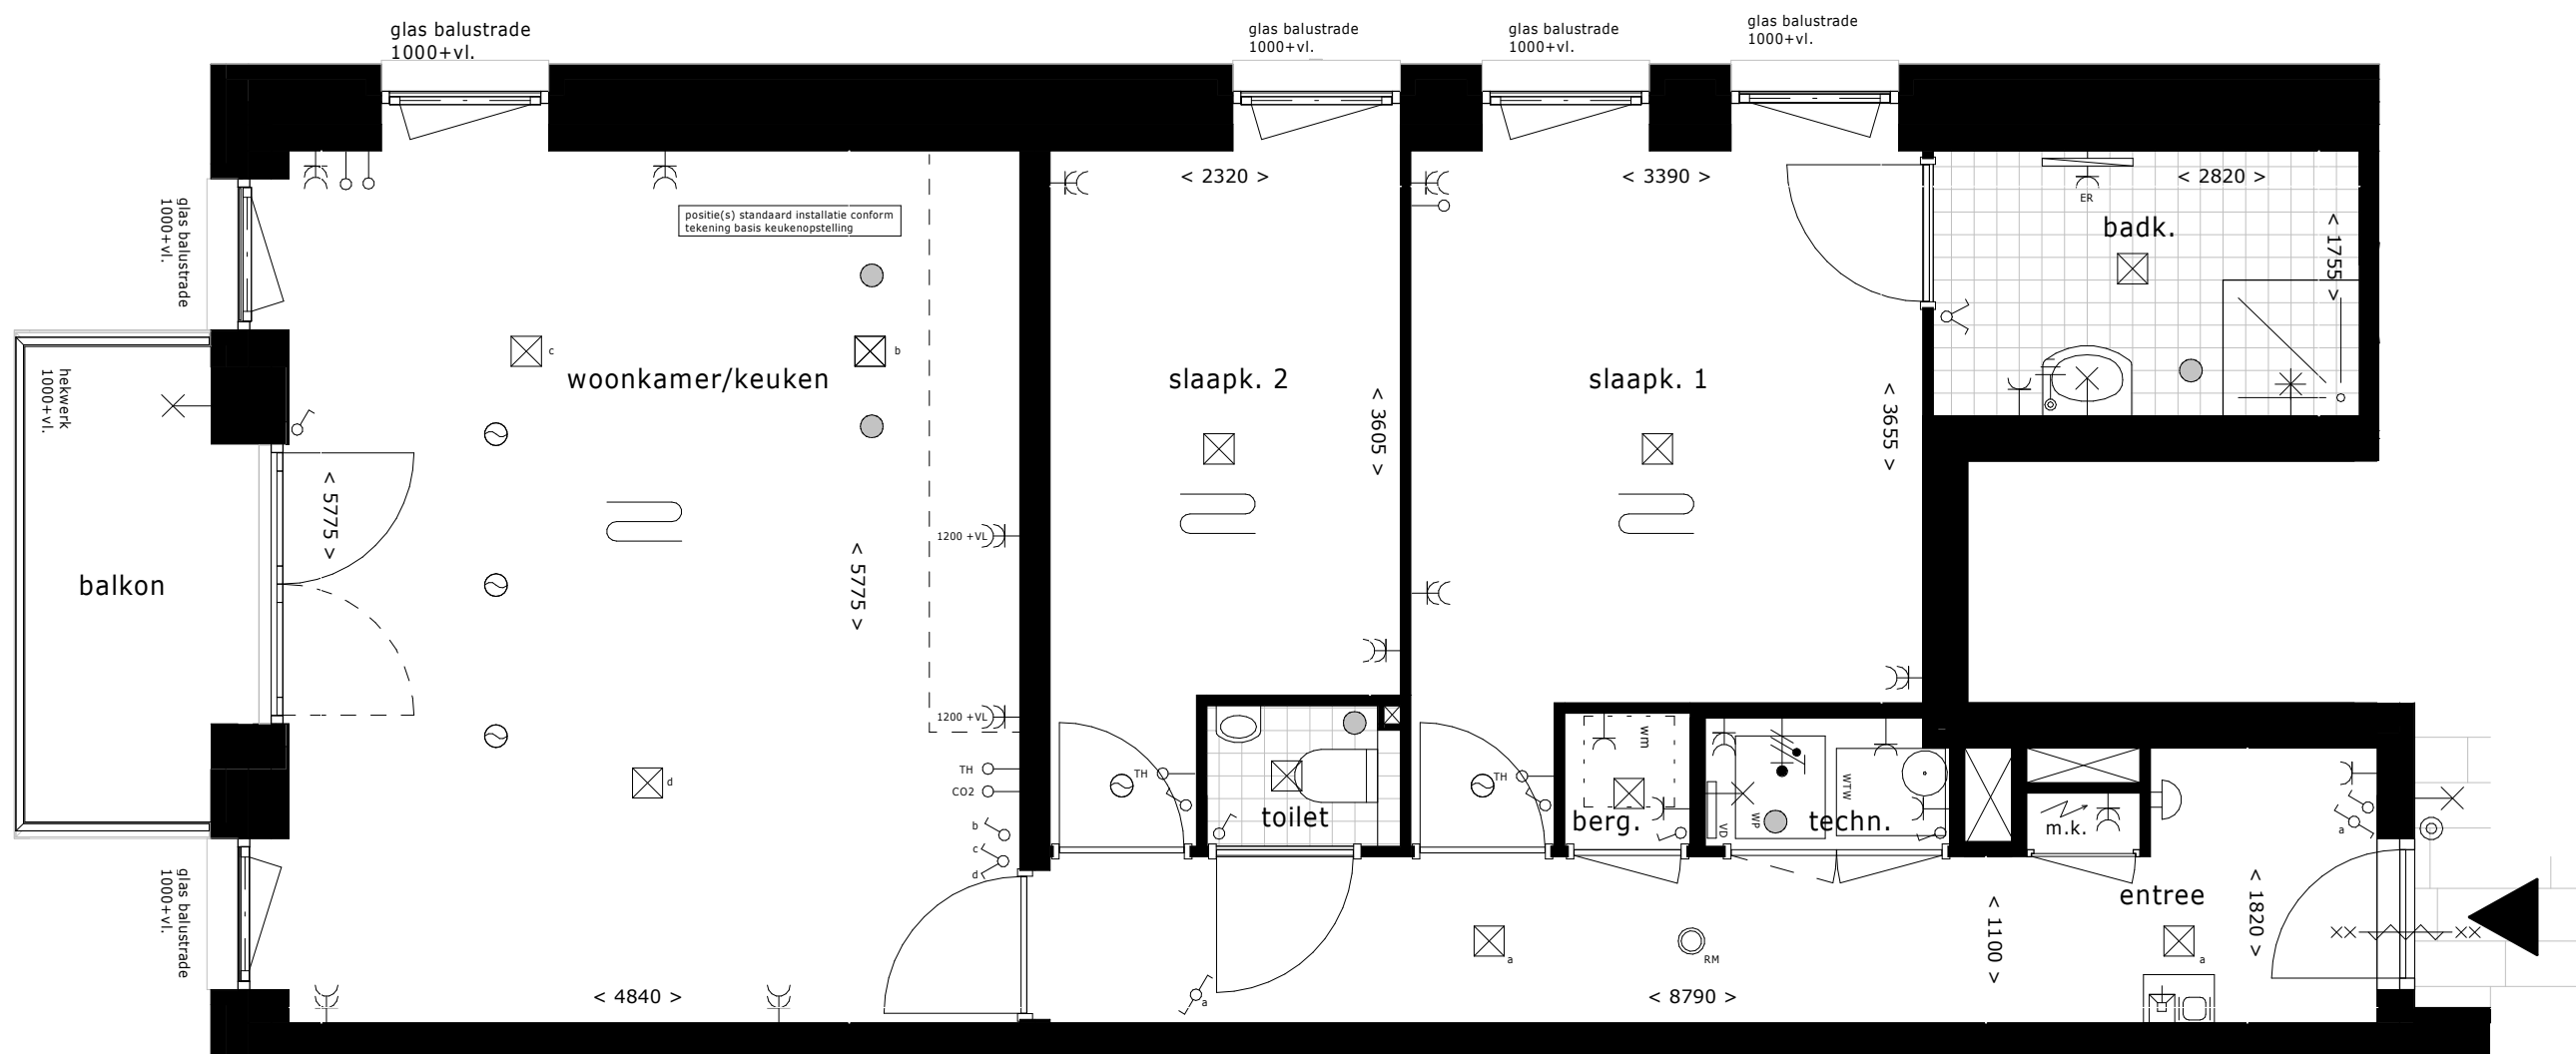 glas balustrade
1000+vl.
glas balustrade
1000+vl.
glas balustrade
1000+vl.
glas balustrade
1000+vl.
glas balustrade
1000+vl.
< 2320 >
< 3390 >
< 2820 >
ER
positie(s) standaard installatie conform
tekening basis keukenopstelling
badk.
< 1755 >
c
b
woonkamer/keuken
slaapk. 2
slaapk. 1
hekwerk
1000+vl.
< 3605 >
< 3655 >
< 5775 >
1200 +VL
balkon
< 5775 >
1200 +VL
wm
TH
CO2
TH
TH
d
WTW
b
toilet
berg.
VD
WP
techn.
m.k.
a
c
d
glas balustrade
1000+vl.
entree
< 1100 >
< 1820 >
xx
xx
a
RM
a
a
< 4840 >
< 8790 >